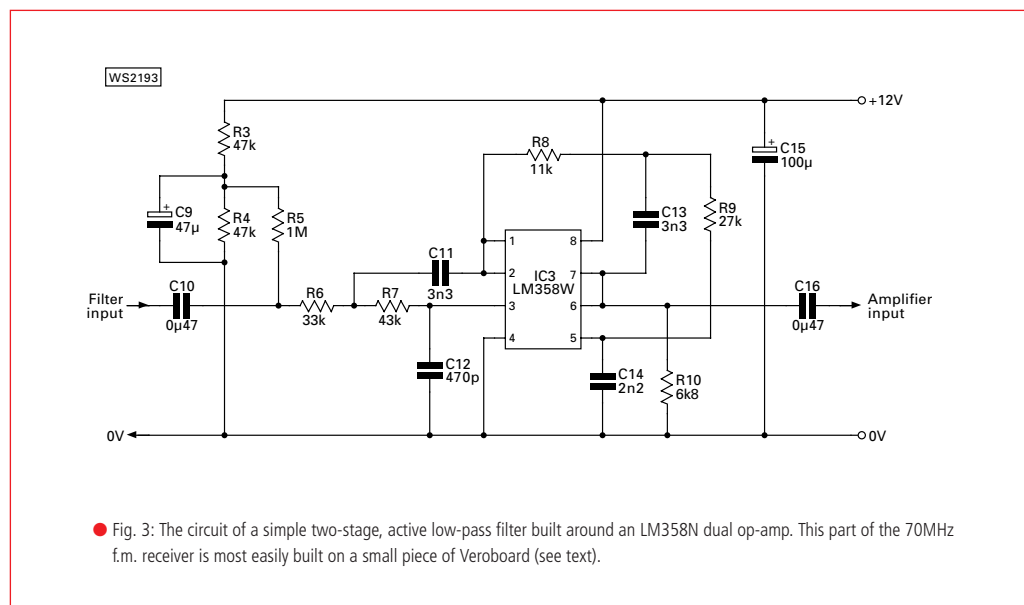 WS2193
+12V
R3
47k
C9
+
47µ
R4
47k
R5
1M
C10
0µ47
Filter
input
R6
33k
R7
43k
C11
3n3
C12
470p
R8
11k
1
2
3
4
IC3
LM358W
8
7
6
5
C13
3n3
R9
27k
C14
2n2
R10
6k8
+
C15
100µ
C16
0µ47
Amplifier
input
0V
0V
Fig. 3: The circuit of a simple two-stage, active low-pass filter built around an LM358N dual op-amp. This part of the 70MHz
f.m. receiver is most easily built on a small piece of Veroboard (see text).